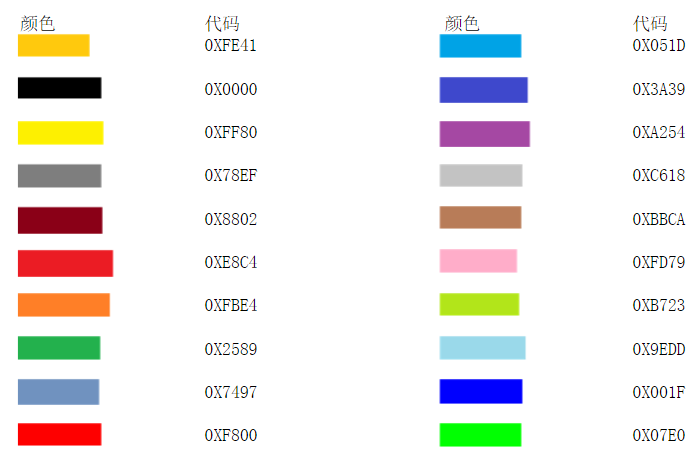 颜色 代码 颜色 代码
0XFE41 0X051D
0X0000 0X3A39
0XFF80 0XA254
0X78EF 0XC618
0X8802 0XBBCA
0XE8C4 0XFD79
0XFBE4 0XB723
0X2589 0X9EDD
0X7497 0X001F
0XF800 0X07E0